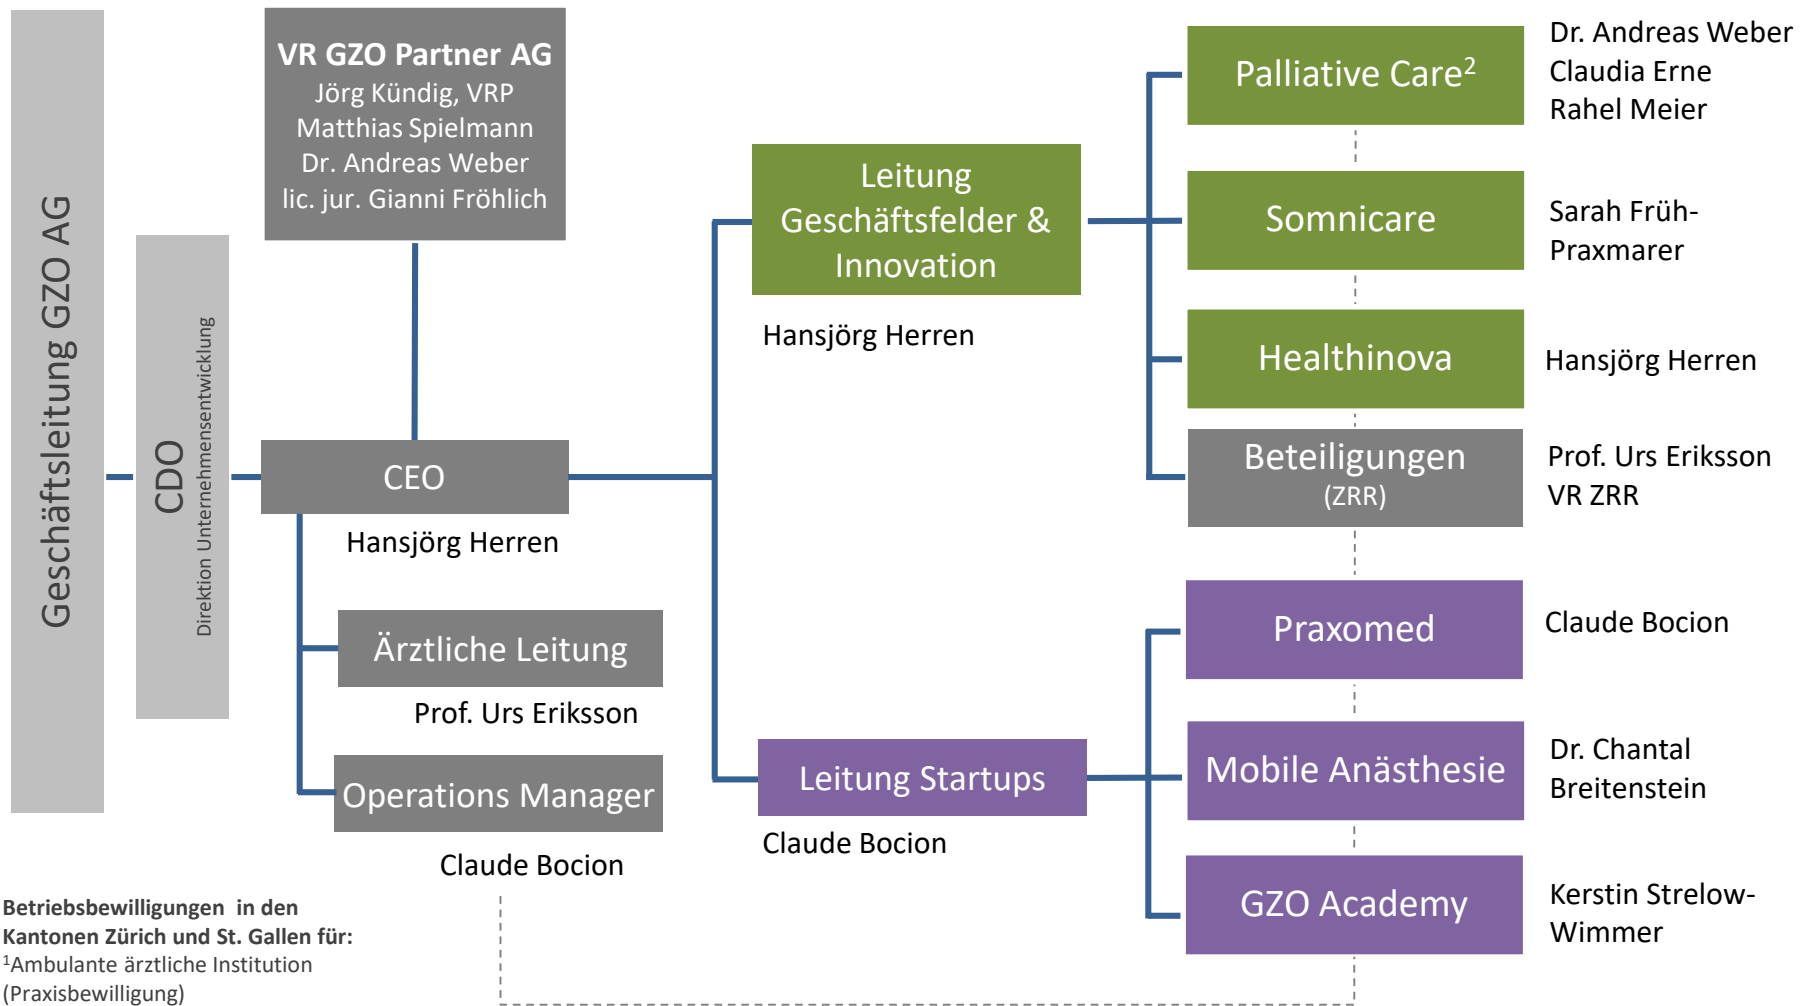 Geschäftsleitung GZO AG
CDO
Direktion Unternehmensentwicklung
VR GZO Partner AG
Jörg Kündig, VRP
Matthias Spielmann
Dr. Andreas Weber
lic. jur. Gianni Fröhlich
CEO
Hansjörg Herren
Ärztliche Leitung
Prof. Urs Eriksson
Operations Manager
Claude Bocion
Leitung
Geschäftsfelder &
Innovation
Hansjörg Herren
Leitung Startups
Claude Bocion
Palliative Care²
Dr. Andreas Weber
Claudia Erne
Rahel Meier
Somnicare
Sarah Früh-
Praxmarer
Healthinova
Hansjörg Herren
Beteiligungen
(ZRR)
Prof. Urs Eriksson
VR ZRR
Praxomed
Claude Bocion
Mobile Anästhesie
Dr. Chantal
Breitenstein
GZO Academy
Kerstin Strelow-
Wimmer
Betriebsbewilligungen in den
Kantonen Zürich und St. Gallen für:
¹Ambulante ärztliche Institution
(Praxisbewilligung)